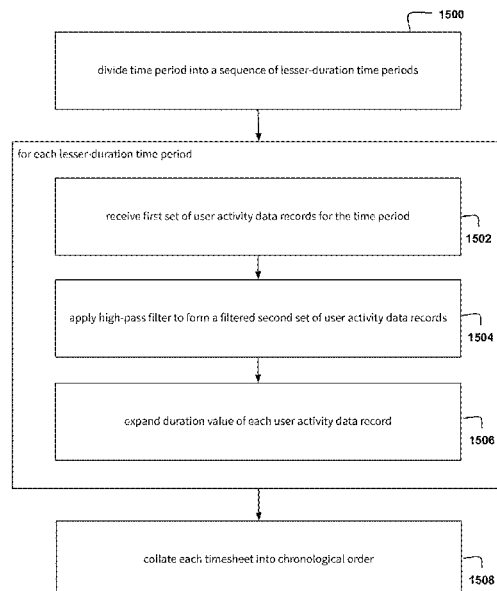 1500
divide time period into a sequence of lesser-duration time periods
for each lesser-duration time period
receive first set of user activity data records for the time period
1502
apply high-pass filter to form a filtered second set of user activity data records
1504
expand duration value of each user activity data record
1506
collate each timesheet into chronological order
1508